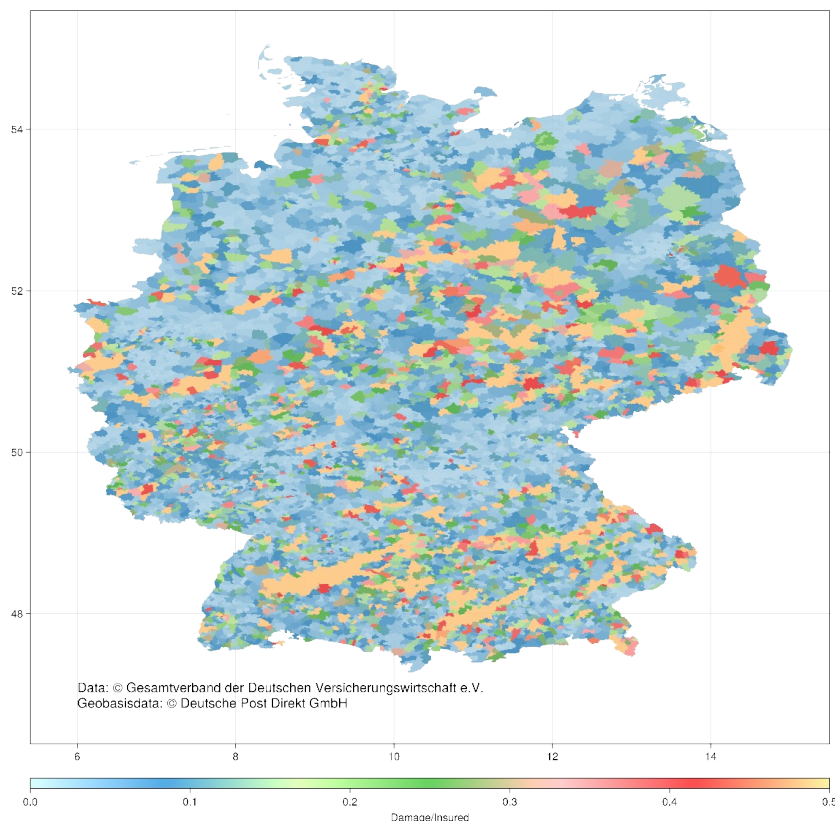 54
52
50
48
Data: © Gesamtverband der Deutschen Versicherungswirtschaft e.V.
Geobasisdata: © Deutsche Post Direkt GmbH
6 8 10 12 14
0.0 0.1 0.2 0.3 0.4 0.5
Damage/Insured